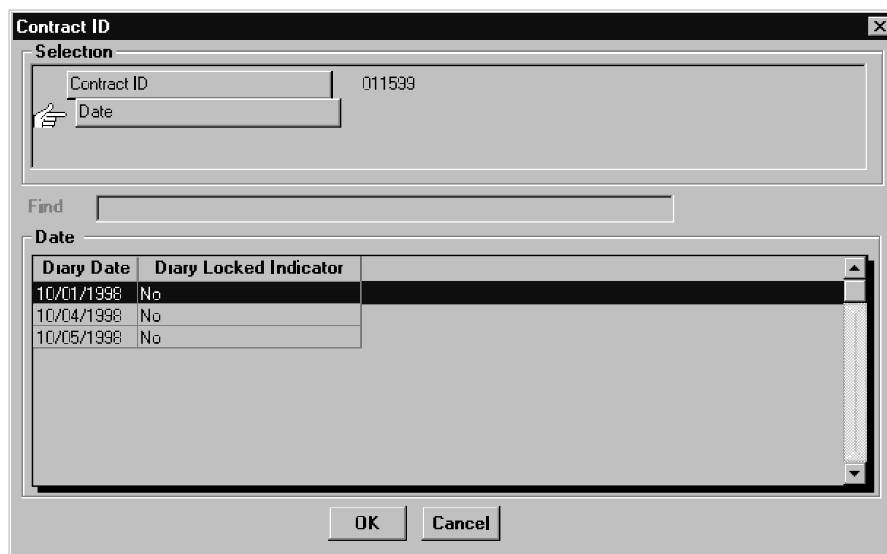 Contract ID
Selection
Contract ID 011599
Date
Find
Date
Diary Date Diary Locked Indicator
10/01/1998 No
10/04/1998 No
10/05/1998 No
OK Cancel